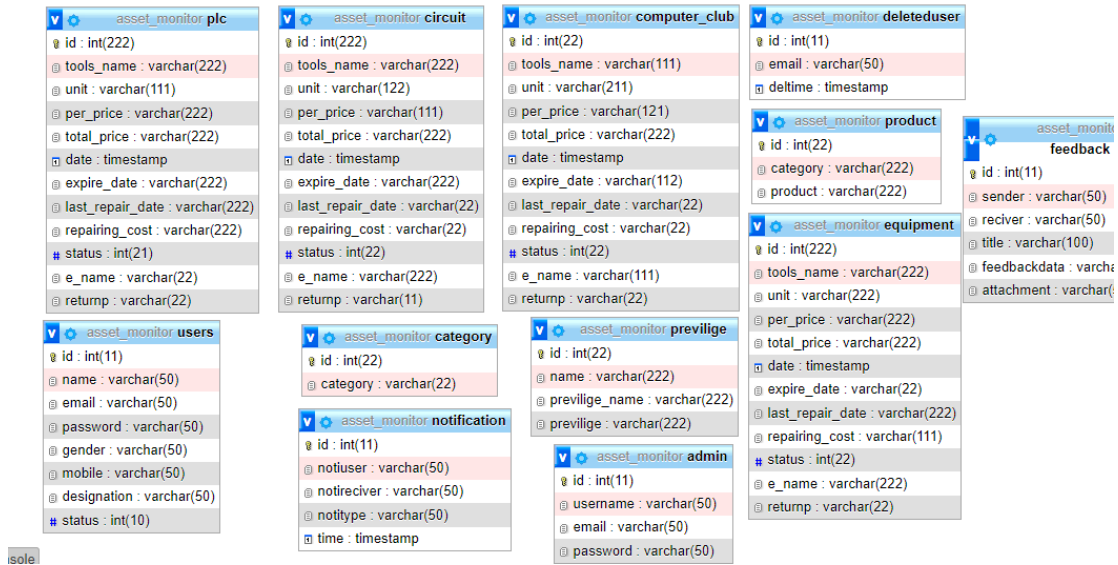 asset_monitor plc
id : int(222)
tools_name : varchar(222)
unit : varchar(111)
per_price : varchar(222)
total_price : varchar(222)
date : timestamp
expire_date : varchar(222)
last_repair_date : varchar(222)
repairing_cost : varchar(222)
status : int(21)
e_name : varchar(22)
returnp : varchar(22)
asset_monitor circuit
id : int(222)
tools_name : varchar(222)
unit : varchar(122)
per_price : varchar(111)
total_price : varchar(222)
date : timestamp
expire_date : varchar(222)
last_repair_date : varchar(22)
repairing_cost : varchar(22)
status : int(22)
e_name : varchar(222)
returnp : varchar(11)
asset_monitor computer_club
id : int(22)
tools_name : varchar(111)
unit : varchar(211)
per_price : varchar(121)
total_price : varchar(222)
date : timestamp
expire_date : varchar(112)
last_repair_date : varchar(22)
repairing_cost : varchar(22)
status : int(22)
e_name : varchar(111)
returnp : varchar(22)
asset_monitor deleteduser
id : int(11)
email : varchar(50)
deltime : timestamp
asset_monitor product
id : int(22)
category : varchar(222)
product : varchar(222)
feedback
id : int(11)
sender : varchar(50)
reciver : varchar(50)
title : varchar(100)
feedbackdata :
attachment :
asset_monitor equipment
id : int(222)
tools_name : varchar(222)
unit : varchar(222)
per_price : varchar(222)
total_price : varchar(222)
date : timestamp
expire_date : varchar(22)
last_repair_date : varchar(222)
repairing_cost : varchar(111)
status : int(22)
e_name : varchar(222)
returnp : varchar(22)
asset_monitor users
id : int(11)
name : varchar(50)
email : varchar(50)
password : varchar(50)
gender : varchar(50)
mobile : varchar(50)
designation : varchar(50)
status : int(10)
asset_monitor category
id : int(22)
category : varchar(22)
asset_monitor previlige
id : int(22)
name : varchar(222)
previlige_name : varchar(222)
previlige : varchar(222)
asset_monitor notification
id : int(11)
notiuser : varchar(50)
notireciver : varchar(50)
notitype : varchar(50)
time : timestamp
asset_monitor admin
id : int(11)
username : varchar(50)
email : varchar(50)
password : varchar(50)